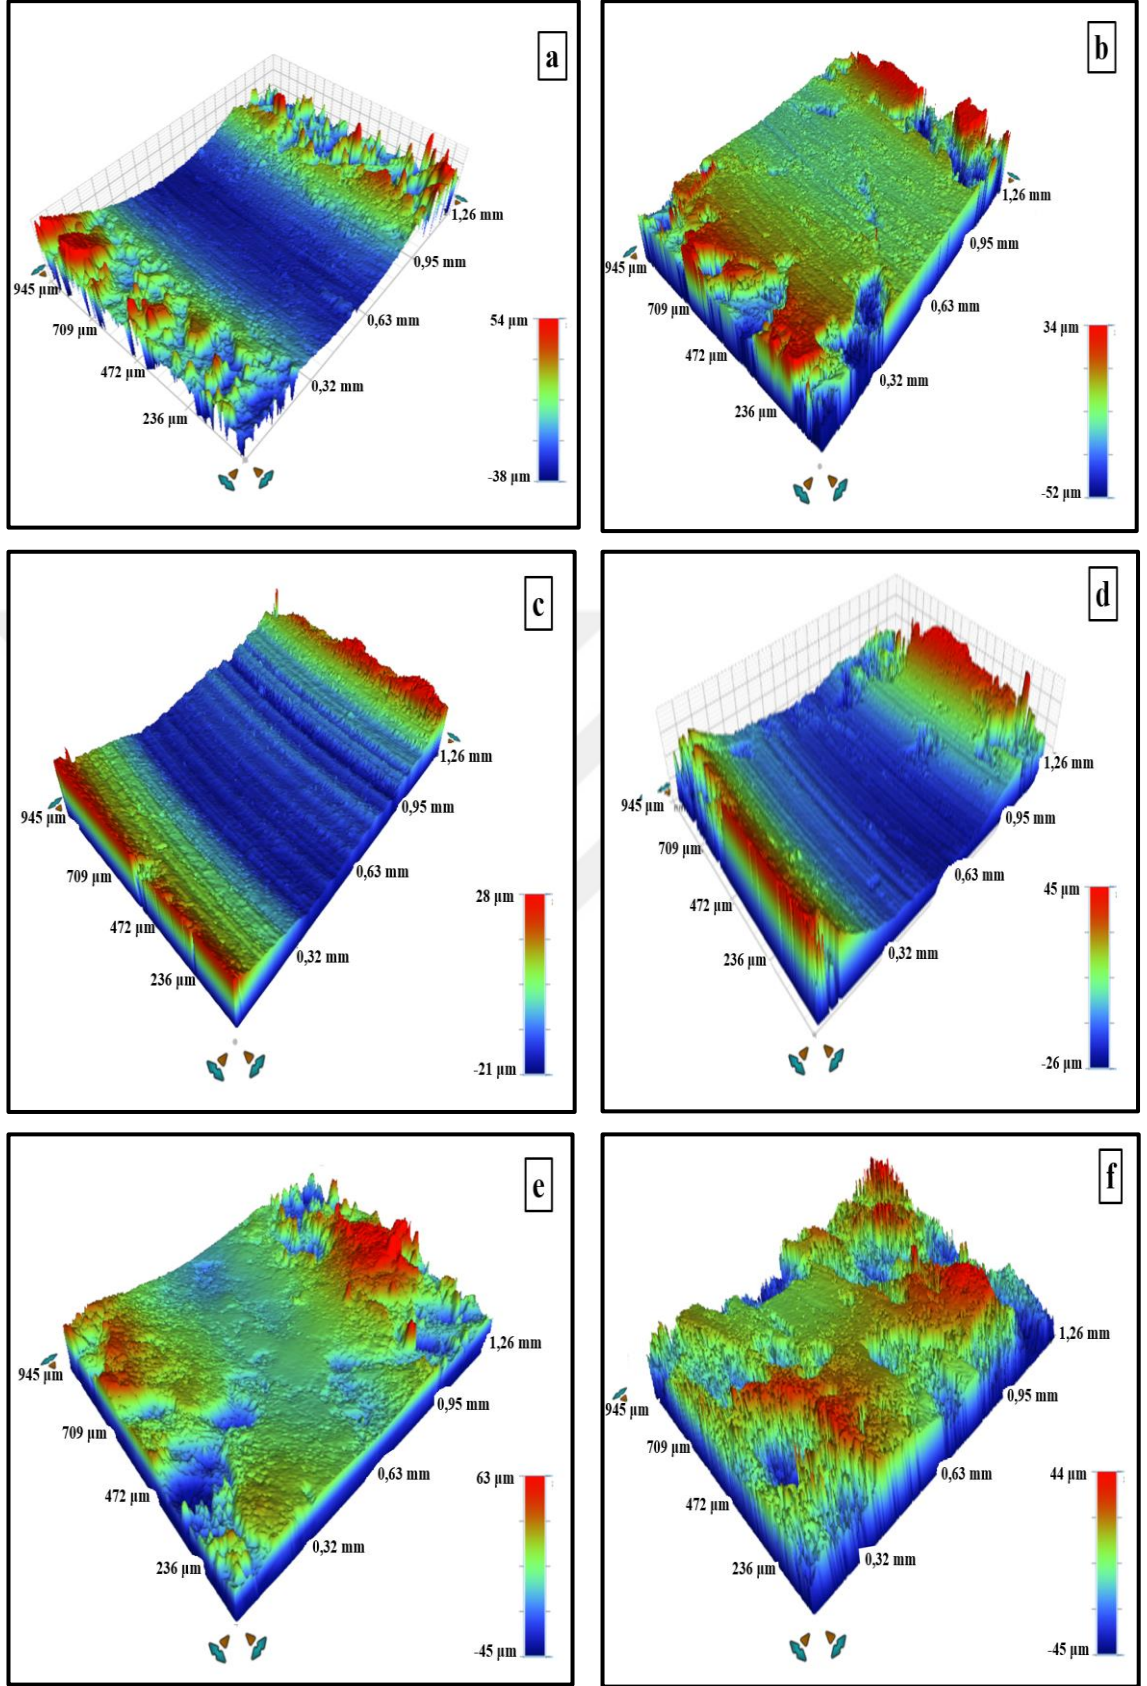 a
1,26 mm
0,95 mm
0,63 mm
0,32 mm
945 µm
709 µm
472 µm
236 µm
54 µm
-38 µm
b
1,26 mm
0,95 mm
0,63 mm
0,32 mm
945 µm
709 µm
472 µm
236 µm
34 µm
-52 µm
c
1,26 mm
0,95 mm
0,63 mm
0,32 mm
945 µm
709 µm
472 µm
236 µm
28 µm
-21 µm
d
1,26 mm
0,95 mm
0,63 mm
0,32 mm
945 µm
709 µm
472 µm
236 µm
45 µm
-26 µm
e
1,26 mm
0,95 mm
0,63 mm
0,32 mm
945 µm
709 µm
472 µm
236 µm
63 µm
-45 µm
f
1,26 mm
0,95 mm
0,63 mm
0,32 mm
945 µm
709 µm
472 µm
236 µm
44 µm
-45 µm